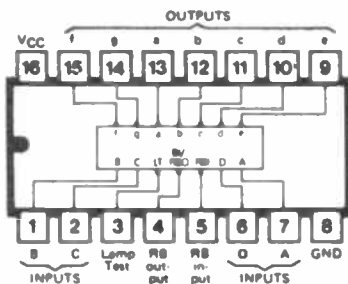 OUTPUTS
VCC f g a b c d e
16 15 14 13 12 11 10 9
f g a b c d e
BI/
B C LT RBO RBI D A
1 2 3 4 5 6 7 8
B C Lamp Test RB out-put RB in-put D A GND
INPUTS INPUTS